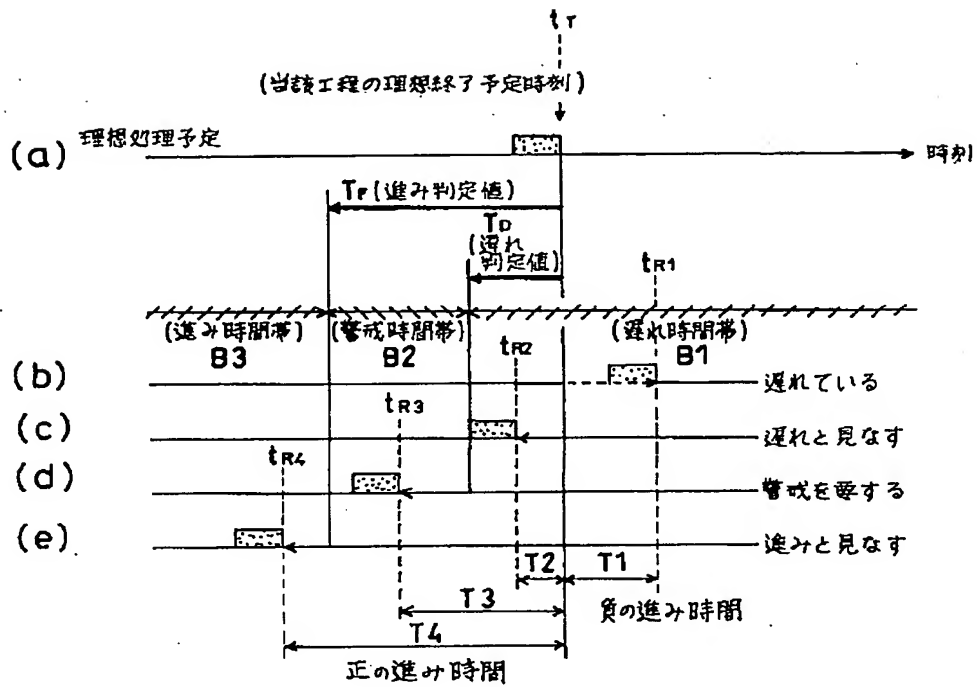 tT
(当該工程の理想終了予定時刻)
(a) 理想処理予定
時刻
TF(進み判定値)
TD
(遅れ
判定値)
tR1
(進み時間帯) (警戒時間帯) (遅れ時間帯)
B3 B2 B1
tR2
(b) 遅れている
tR3
(c) 遅れと見なす
tR4
(d) 警戒を要する
(e) 進みと見なす
T2 T1
T3 負の進み時間
T4
正の進み時間